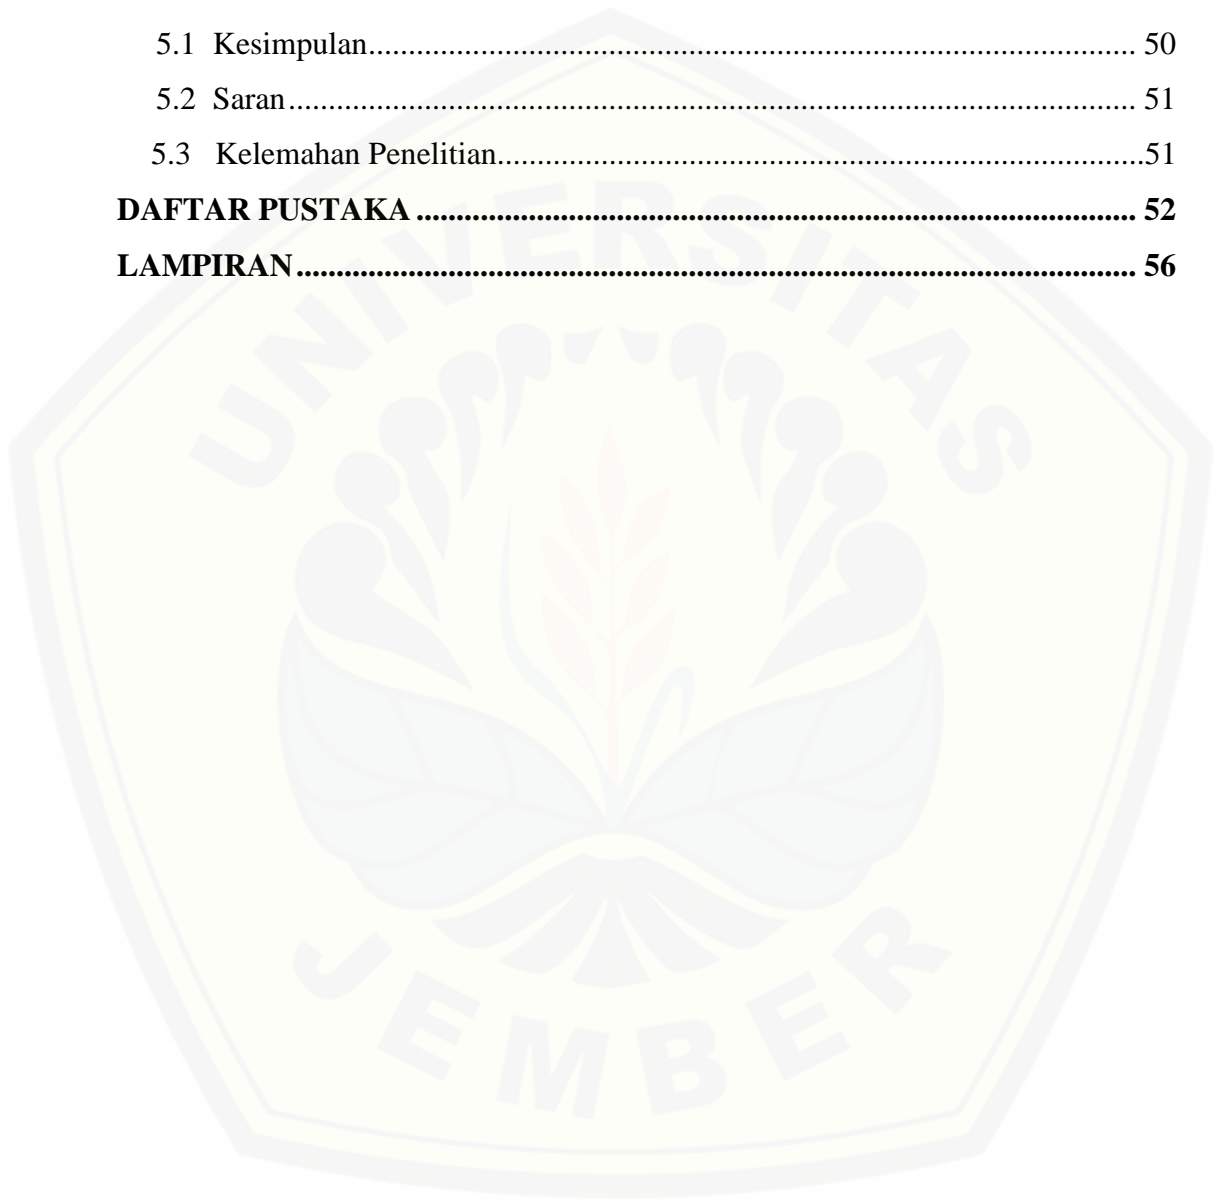 5.1 Kesimpulan................................................................................................ 50
5.2 Saran.......................................................................................................... 51
5.3 Kelemahan Penelitian.................................................................................51
DAFTAR PUSTAKA .......................................................................................... 52
LAMPIRAN......................................................................................................... 56
UNIVERSITAS
JEMBER